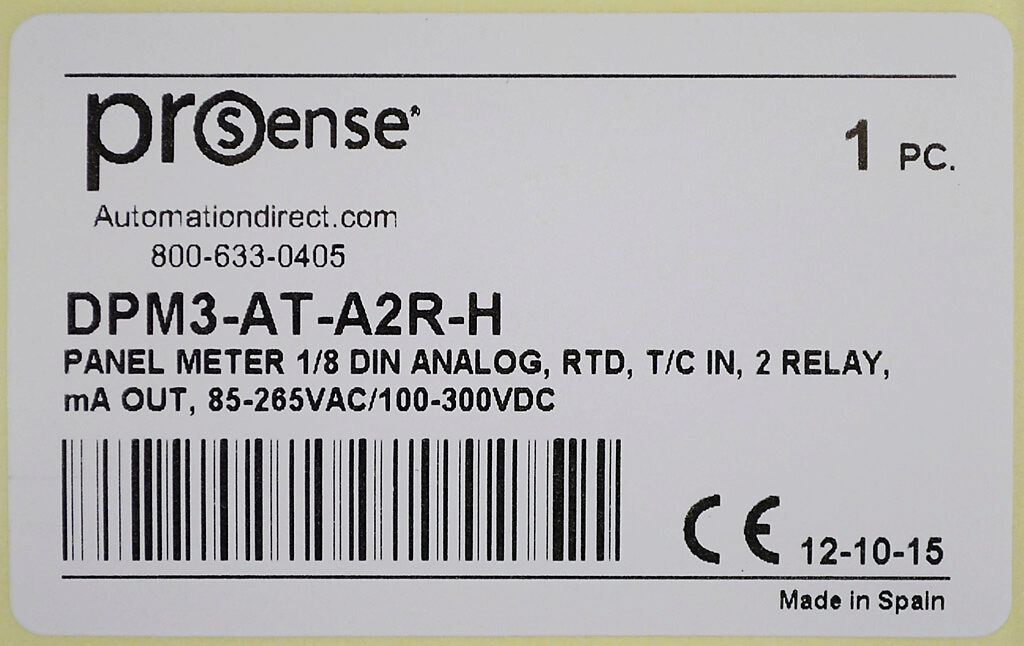 prosense®
1 PC.
Automationdirect.com
800-633-0405
DPM3-AT-A2R-H
PANEL METER 1/8 DIN ANALOG, RTD, T/C IN, 2 RELAY,
mA OUT, 85-265VAC/100-300VDC
CE 12-10-15
Made in Spain